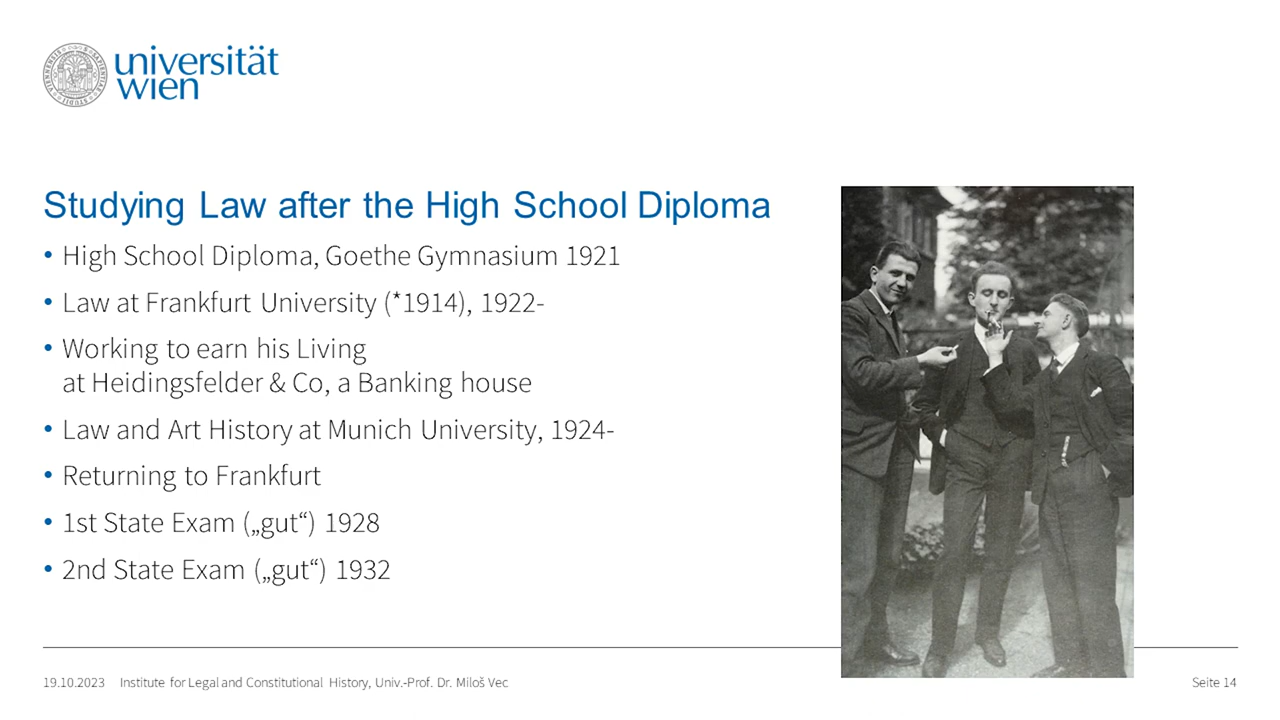 universität
wien
Studying Law after the High School Diploma
• High School Diploma, Goethe Gymnasium 1921
• Law at Frankfurt University (*1914), 1922-
• Working to earn his Living
at Heidingsfelder & Co, a Banking house
• Law and Art History at Munich University, 1924-
• Returning to Frankfurt
• 1st State Exam („gut“) 1928
• 2nd State Exam („gut“) 1932
19.10.2023 Institute for Legal and Constitutional History, Univ.-Prof. Dr. Miloš Vec Seite 14